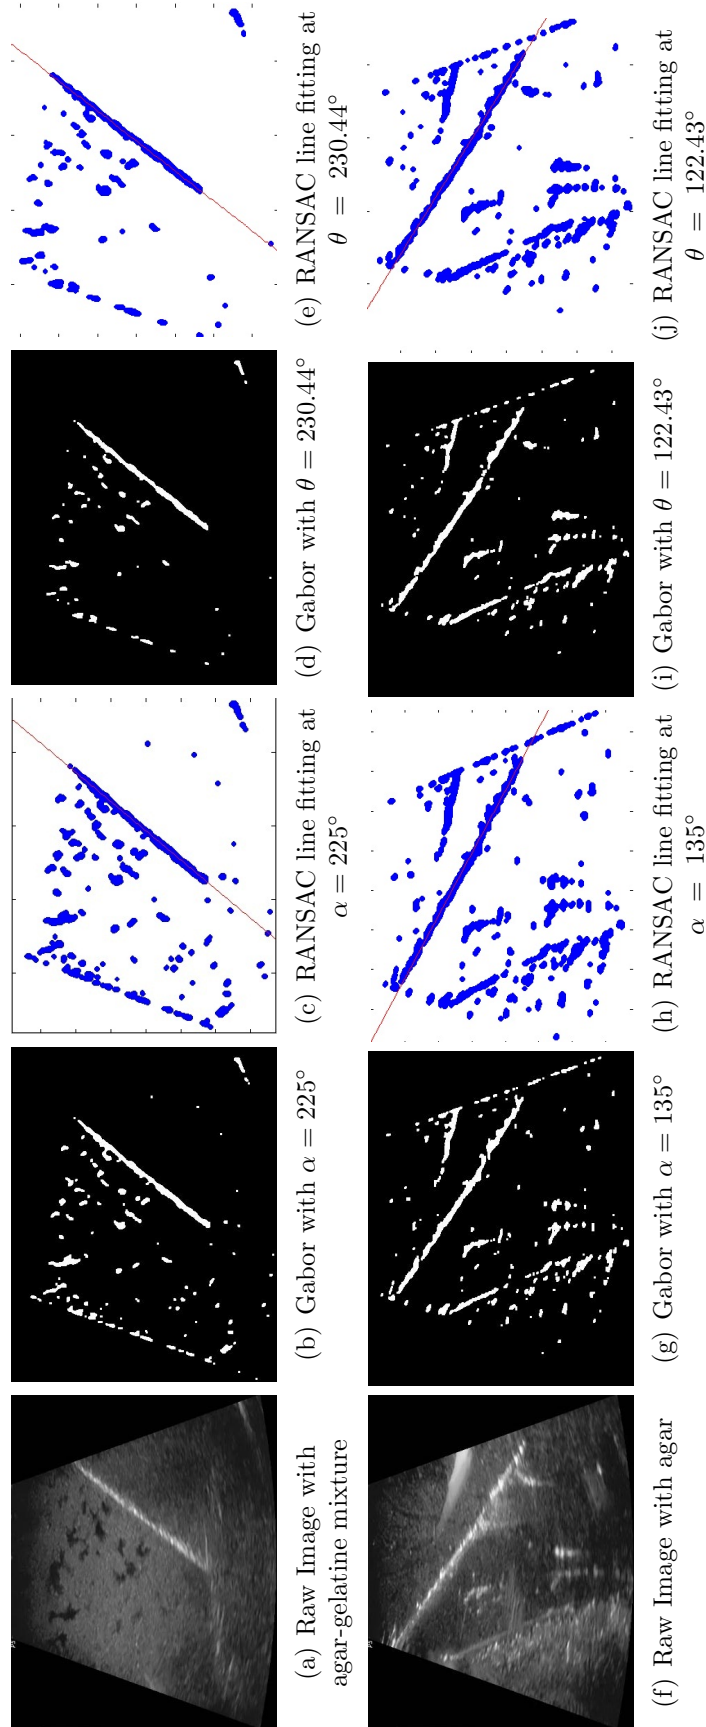 (a) Raw Image with
agar-gelatine mixture
(b) Gabor with α = 225°
(c) RANSAC line fitting at
α = 225°
(d) Gabor with θ = 230.44°
(e) RANSAC line fitting at
θ = 230.44°
(f) Raw Image with agar
(g) Gabor with α = 135°
(h) RANSAC line fitting at
α = 135°
(i) Gabor with θ = 122.43°
(j) RANSAC line fitting at
θ = 122.43°